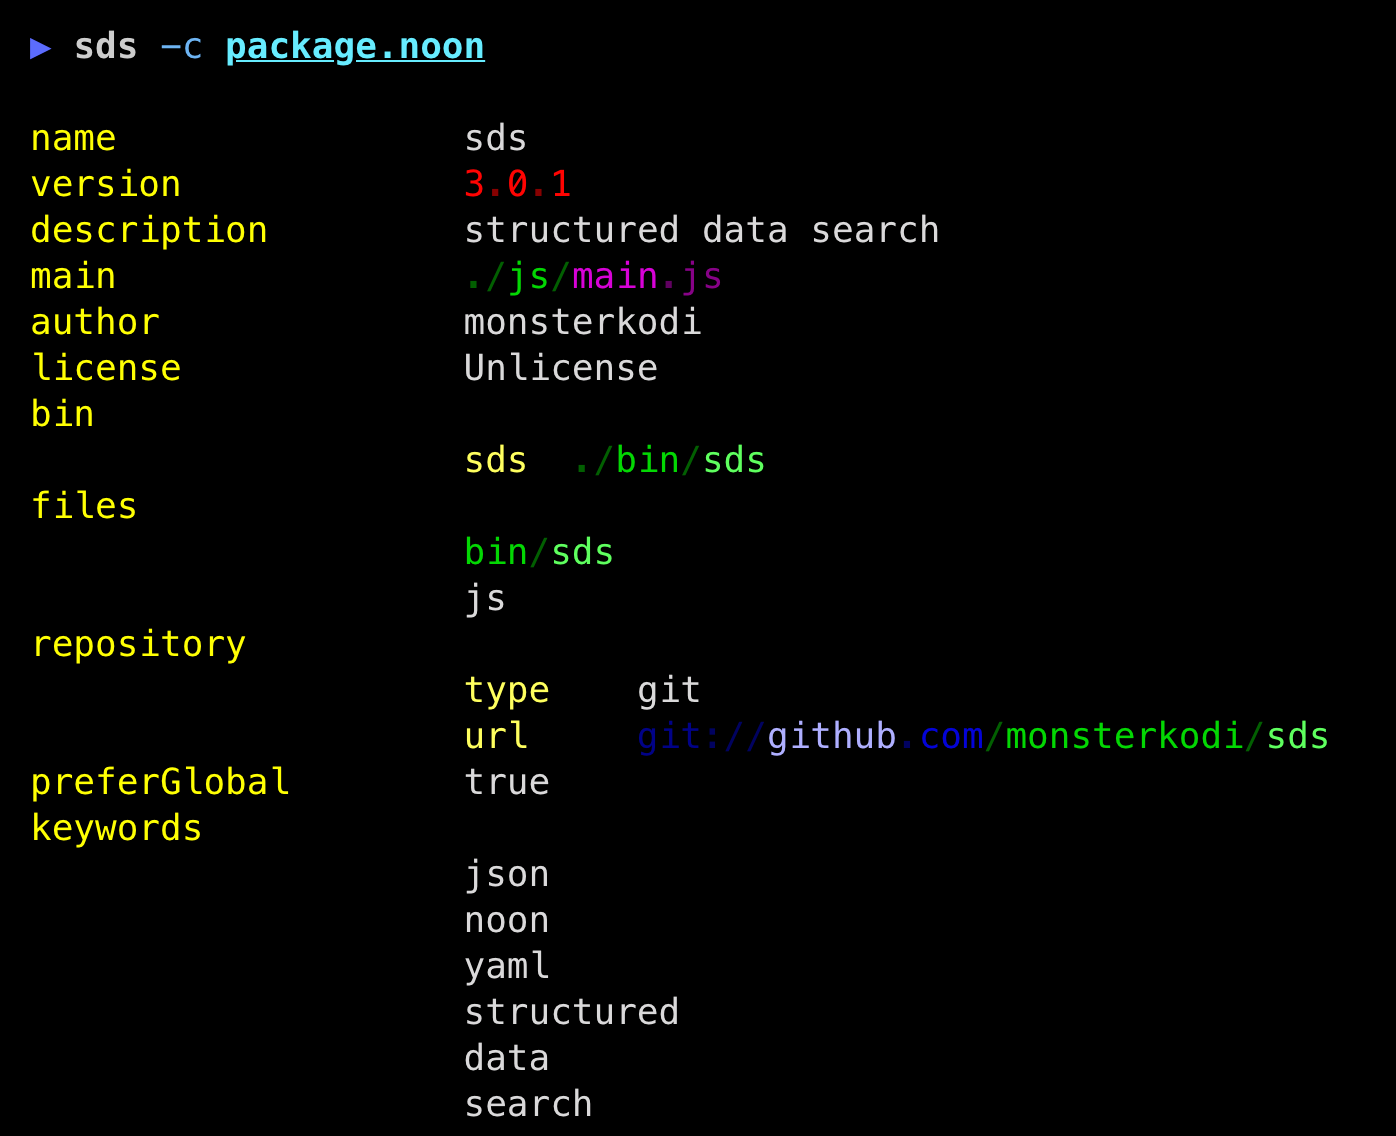 ▶ sds -c package.noon
name sds
version 3.0.1
description structured data search
main ./js/main.js
author monsterkodi
license Unlicense
bin
sds ./bin/sds
files
bin/sds
js
repository
type git
url git://github.com/monsterkodi/sds
preferGlobal true
keywords
json
noon
yaml
structured
data
search